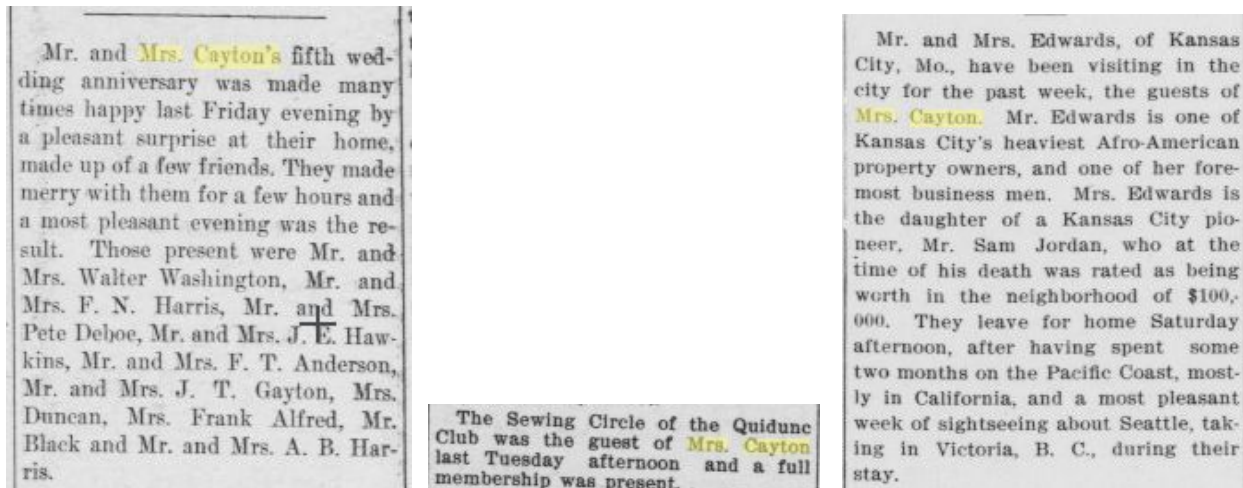 Mr. and Mrs. Cayton's fifth wed-
ding anniversary was made many
times happy last Friday evening by
a pleasant surprise at their home,
made up of a few friends. They made
merry with them for a few hours and
a most pleasant evening was the re-
sult. Those present were Mr. and
Mrs. Walter Washington, Mr. and
Mrs. F. N. Harris, Mr. and Mrs.
Pete Deboe, Mr. and Mrs. J. E. Haw-
kins, Mr. and Mrs. F. T. Anderson,
Mr. and Mrs. J. T. Gayton, Mrs.
Duncan, Mrs. Frank Alfred, Mr.
Black and Mr. and Mrs. A. B. Har-
ris.
The Sewing Circle of the Quidunc
Club was the guest of Mrs. Cayton
last Tuesday afternoon and a full
membership was present.
Mr. and Mrs. Edwards, of Kansas
City, Mo., have been visiting in the
city for the past week, the guests of
Mrs. Cayton. Mr. Edwards is one of
Kansas City's heaviest Afro-American
property owners, and one of her fore-
most business men. Mrs. Edwards is
the daughter of a Kansas City pio-
neer, Mr. Sam Jordan, who at the
time of his death was rated as being
worth in the neighborhood of $100,-
000. They leave for home Saturday
afternoon, after having spent some
two months on the Pacific Coast, most-
ly in California, and a most pleasant
week of sightseeing about Seattle, tak-
ing in Victoria, B. C., during their
stay.